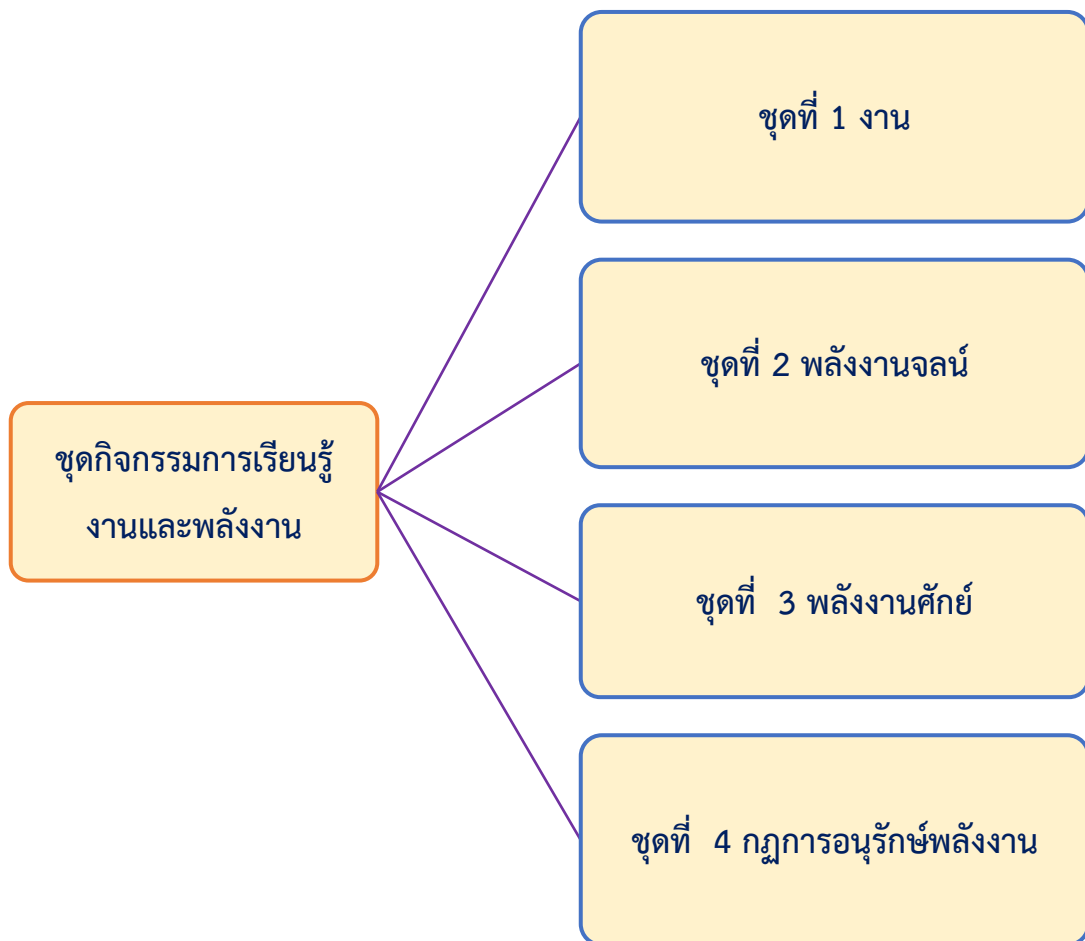 ชุดกิจกรรมการเรียนรู้
งานและพลังงาน
ชุดที่ 1 งาน
ชุดที่ 2 พลังงานจลน์
ชุดที่  3 พลังงานศักย์
ชุดที่  4 กฏการอนุรักษ์พลังงาน